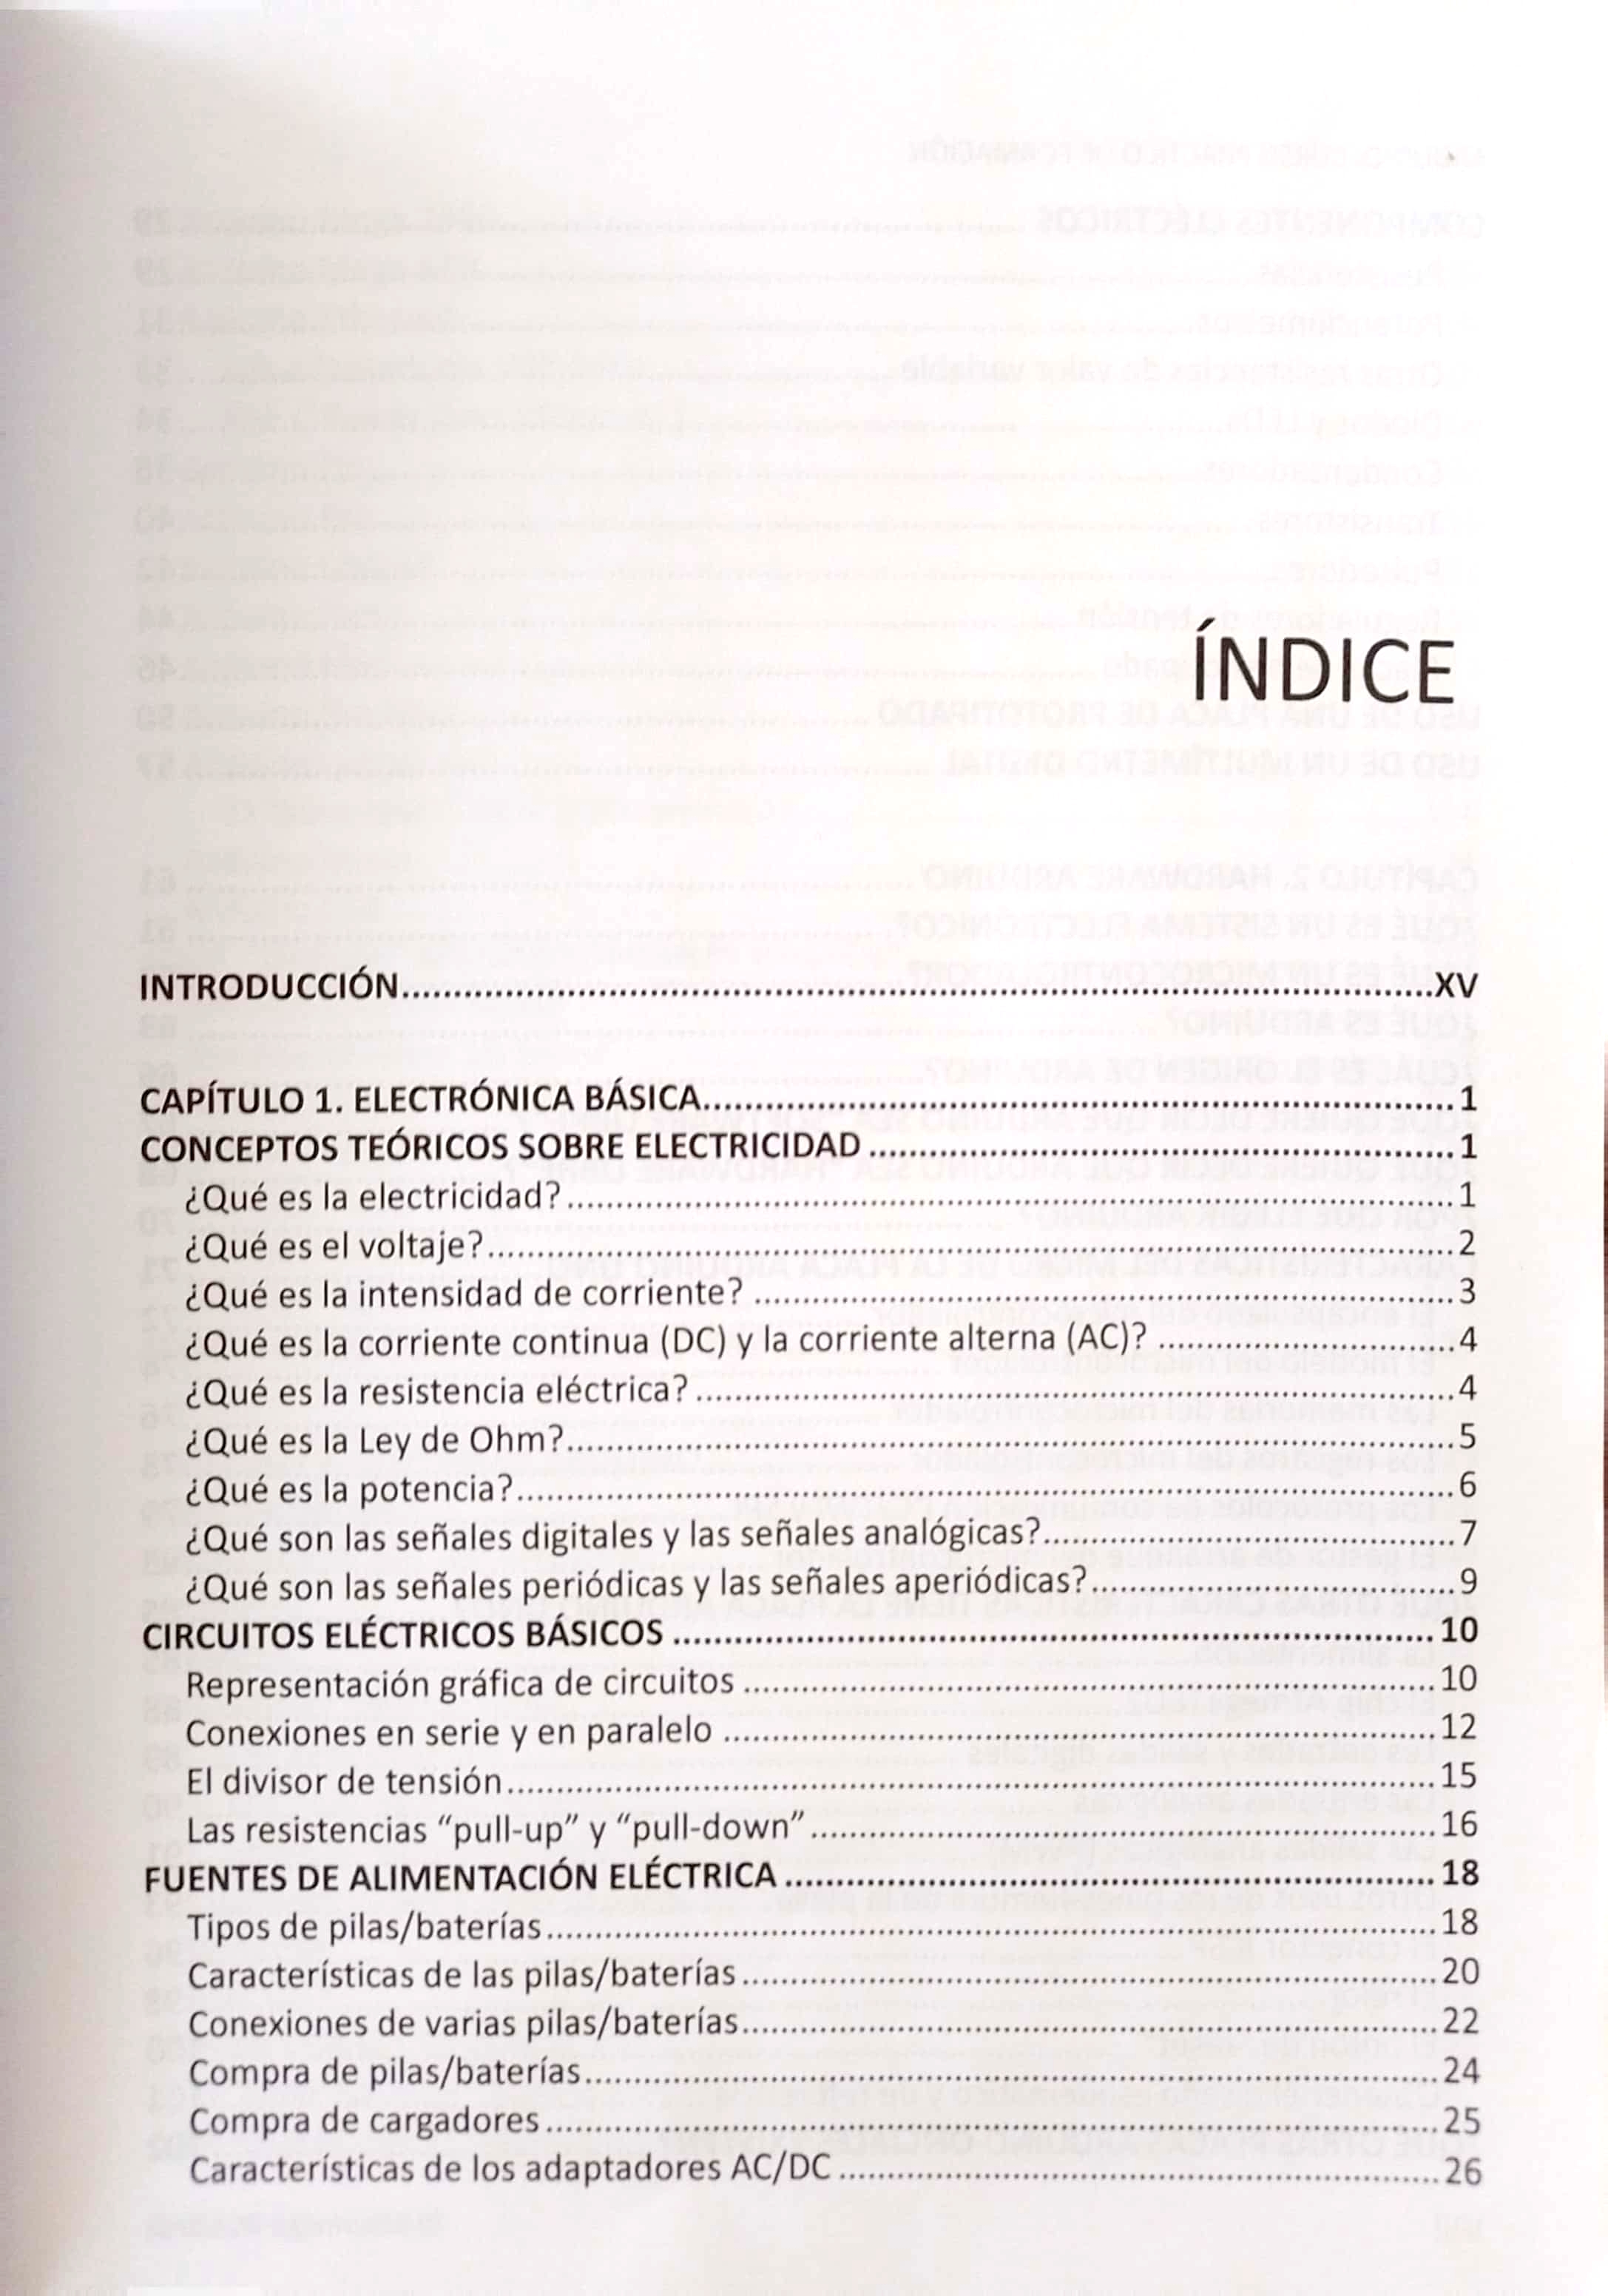 ÍNDICE
INTRODUCCIÓN........................................XV
CAPÍTULO 1. ELECTRÓNICA BÁSICA........................................1
CONCEPTOS TEÓRICOS SOBRE ELECTRICIDAD ........................................1
¿Qué es la electricidad?........................................1
¿Qué es el voltaje?........................................2
¿Qué es la intensidad de corriente? ........................................3
¿Qué es la corriente continua (DC) y la corriente alterna (AC)? ........................................4
¿Qué es la resistencia eléctrica?........................................4
¿Qué es la Ley de Ohm?........................................5
¿Qué es la potencia?........................................6
¿Qué son las señales digitales y las señales analógicas?........................................7
¿Qué son las señales periódicas y las señales aperiódicas?........................................9
CIRCUITOS ELÉCTRICOS BÁSICOS ........................................10
Representación gráfica de circuitos ........................................10
Conexiones en serie y en paralelo ........................................12
El divisor de tensión........................................15
Las resistencias “pull-up” y “pull-down”........................................16
FUENTES DE ALIMENTACIÓN ELÉCTRICA ........................................18
Tipos de pilas/baterías........................................18
Características de las pilas/baterías........................................20
Conexiones de varias pilas/baterías........................................22
Compra de pilas/baterías........................................24
Compra de cargadores ........................................25
Características de los adaptadores AC/DC ........................................26